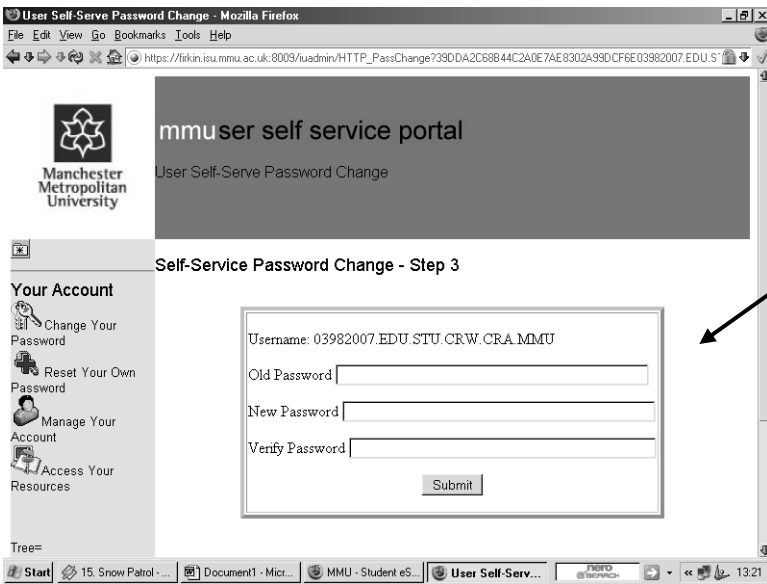 User Self-Serve Password Change - Mozilla Firefox
File Edit View Go Bookmarks Tools Help
https://firkin.isu.mmu.ac.uk:8009/iuadmin/HTTP_PassChange?39DDA2C68B44C2A0E7AE8302A99DCF6E03982007.EDU.S
Manchester
Metropolitan
University
mmuser self service portal
User Self-Serve Password Change
Self-Service Password Change - Step 3
Your Account
Change Your
Password
Reset Your Own
Password
Manage Your
Account
Access Your
Resources
Tree=
Username: 03982007.EDU.STU.CRW.CRA.MMU
Old Password
New Password
Verify Password
Submit
Start
15. Snow Patrol - ...
Document1 - Micr...
MMU - Student eS...
User Self-Serv...
nero
@SEARCH
13:21